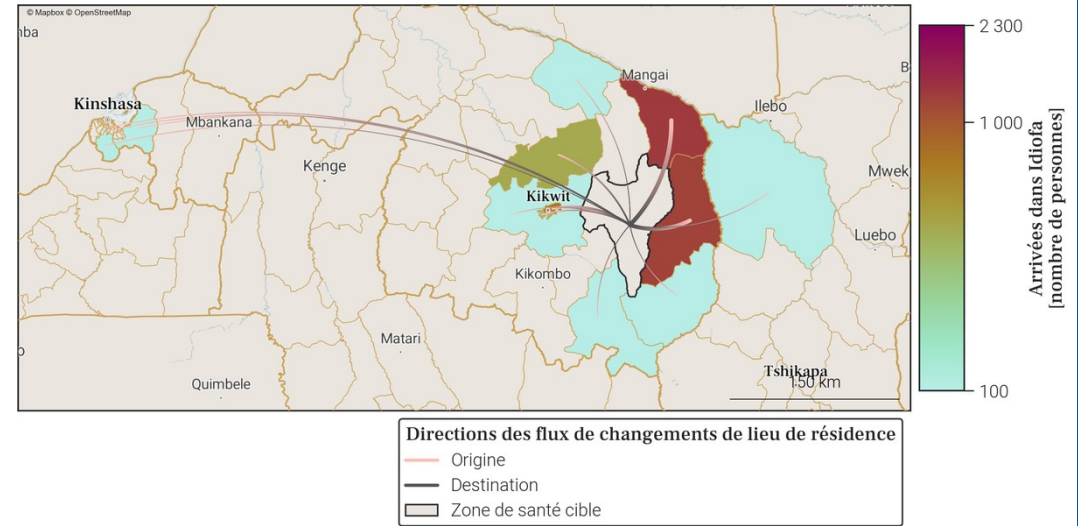 © Mapbox © OpenStreetMap
nba
Mangai
B
Kinshasa
Ilebo
Mbankana
Kenge
Mwek
Kikwit
Luebo
Kikombo
Matari
Tshikapa
150 km
Quimbele
2 300
1 000
100
Arrivées dans Idiofa
[nombre de personnes]
Directions des flux de changements de lieu de résidence
Origine
Destination
Zone de santé cible